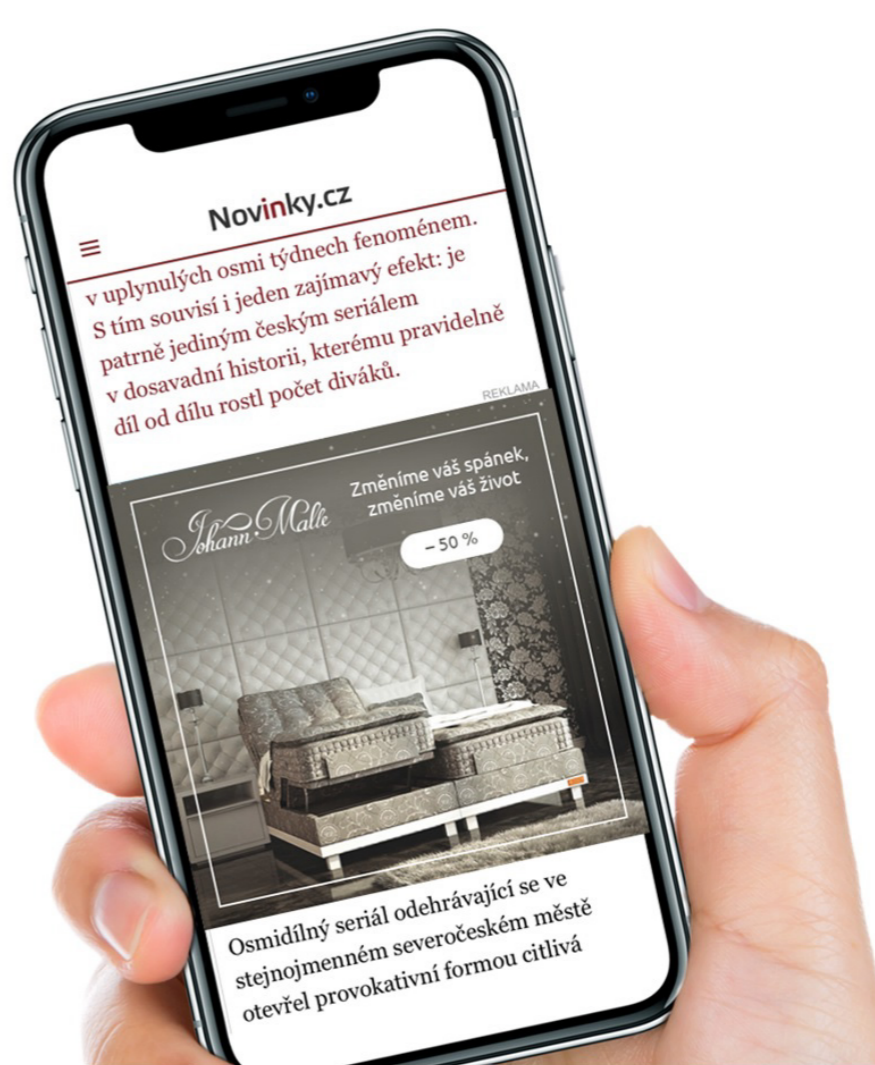 Novinky.cz
v uplynulých osmi týdnech fenoménem.
S tím souvisí i jeden zajímavý efekt: je
patrně jediným českým seriálem
v dosavadní historii, kterému pravidelně
díl od dílu rostl počet diváků.
REKLAMA
Johann Malle
Změníme váš spánek,
změníme váš život
– 50 %
Osmidílný seriál odehrávající se ve
stejnojmenném severočeském městě
otevřel provokativní formou citlivá